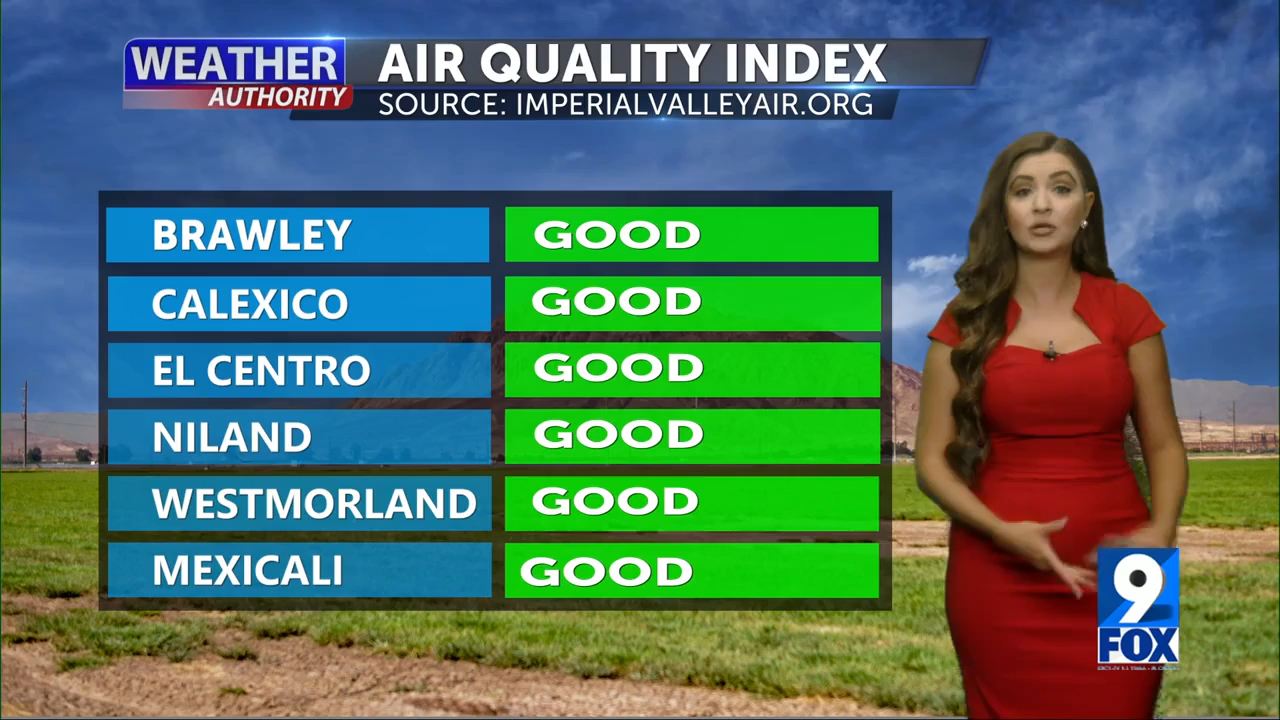 WEATHER
AUTHORITY
AIR QUALITY INDEX
SOURCE: IMPERIALVALLEYAIR.ORG
BRAWLEY GOOD
CALEXICO GOOD
EL CENTRO GOOD
NILAND GOOD
WESTMORLAND GOOD
MEXICALI GOOD
9
FOX